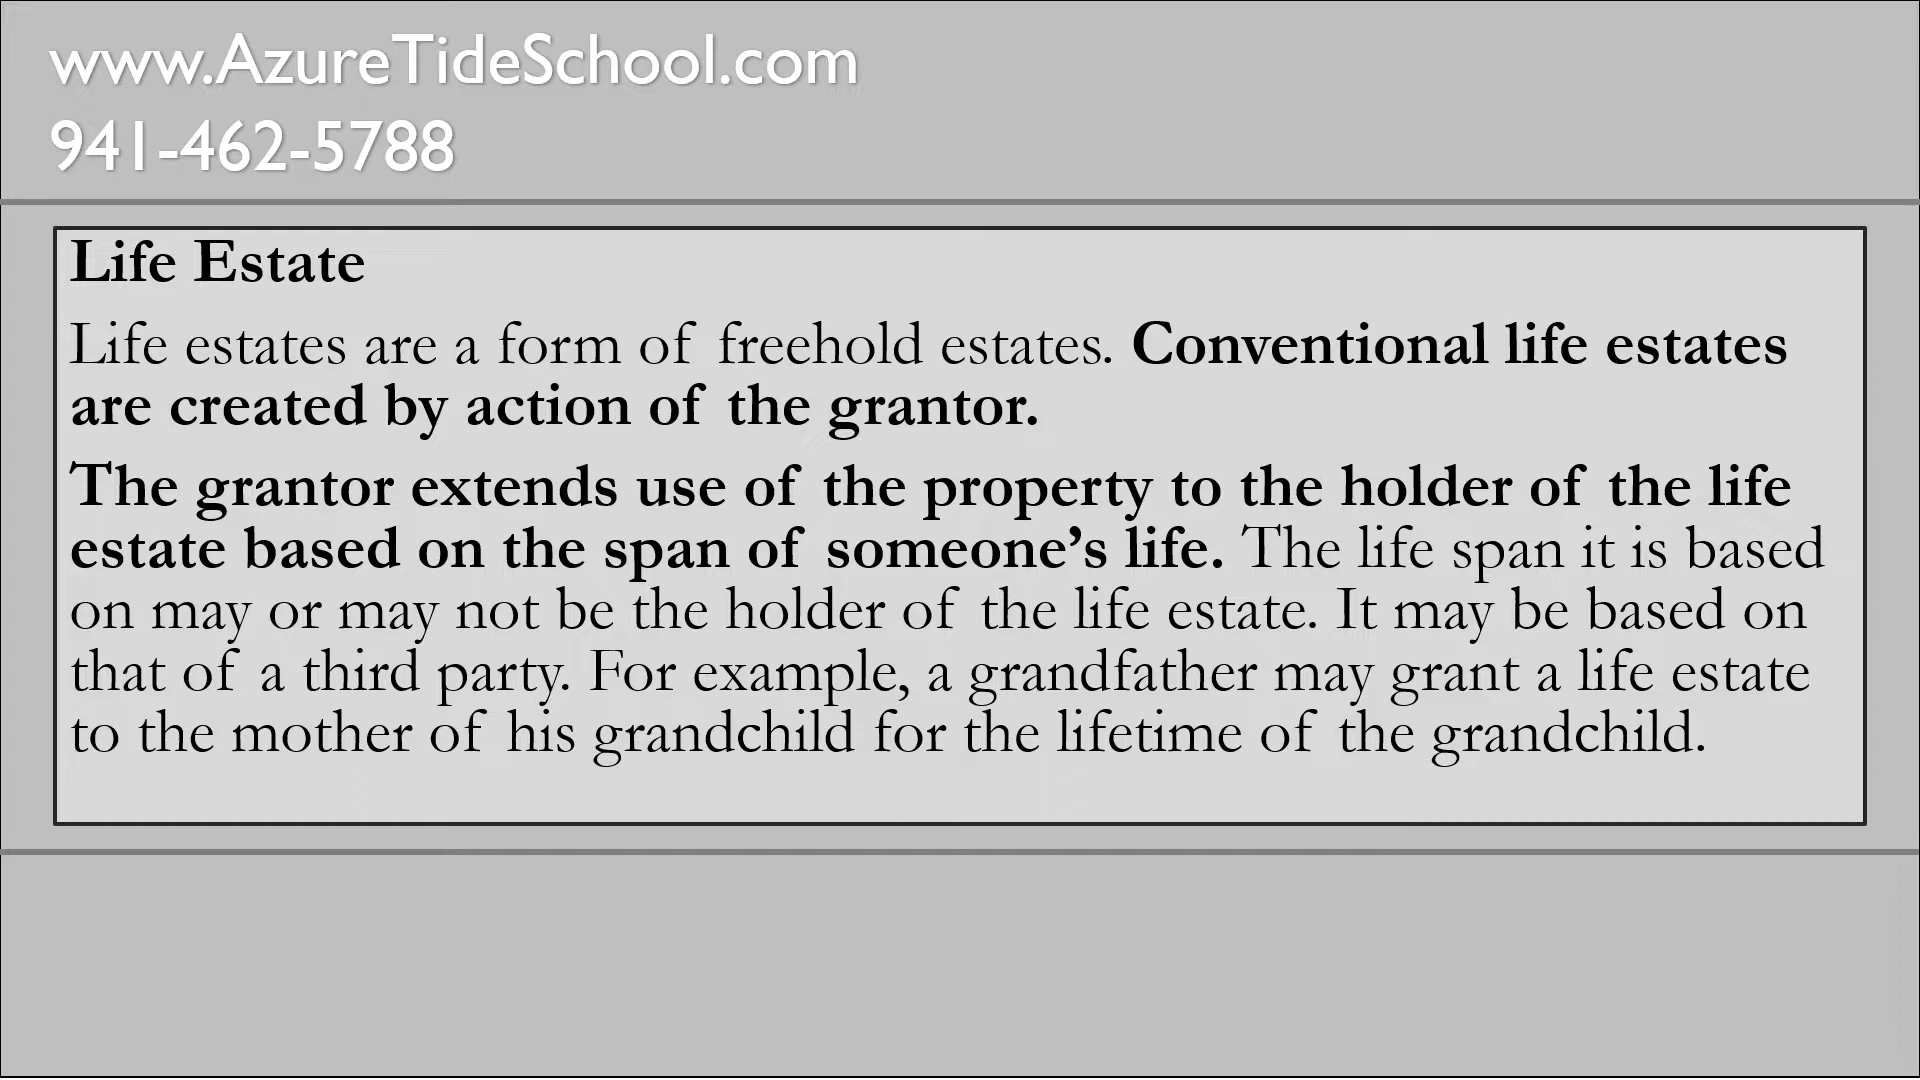 www.AzureTideSchool.com
941-462-5788
Life Estate
Life estates are a form of freehold estates. Conventional life estates
are created by action of the grantor.
The grantor extends use of the property to the holder of the life
estate based on the span of someone’s life. The life span it is based
on may or may not be the holder of the life estate. It may be based on
that of a third party. For example, a grandfather may grant a life estate
to the mother of his grandchild for the lifetime of the grandchild.